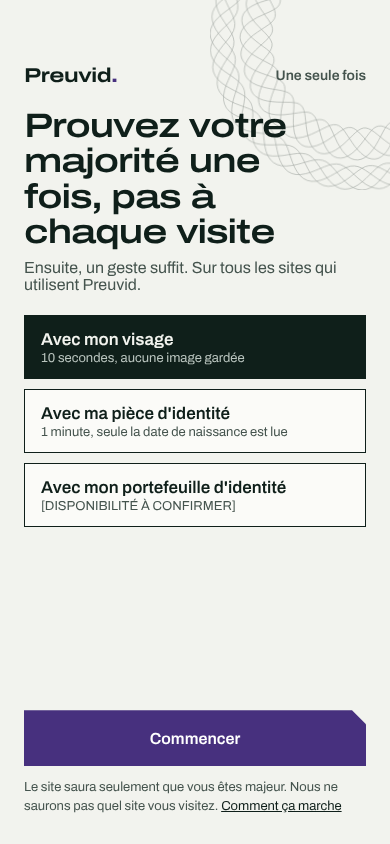 Preuvid.
Une seule fois
Prouvez votre
majorité une
fois, pas à
chaque visite
Ensuite, un geste suffit. Sur tous les sites qui
utilisent Preuvid.
Avec mon visage
10 secondes, aucune image gardée
Avec ma pièce d'identité
1 minute, seule la date de naissance est lue
Avec mon portefeuille d'identité
[DISPONIBILITÉ À CONFIRMER]
Commencer
Le site saura seulement que vous êtes majeur. Nous ne
saurons pas quel site vous visitez. Comment ça marche